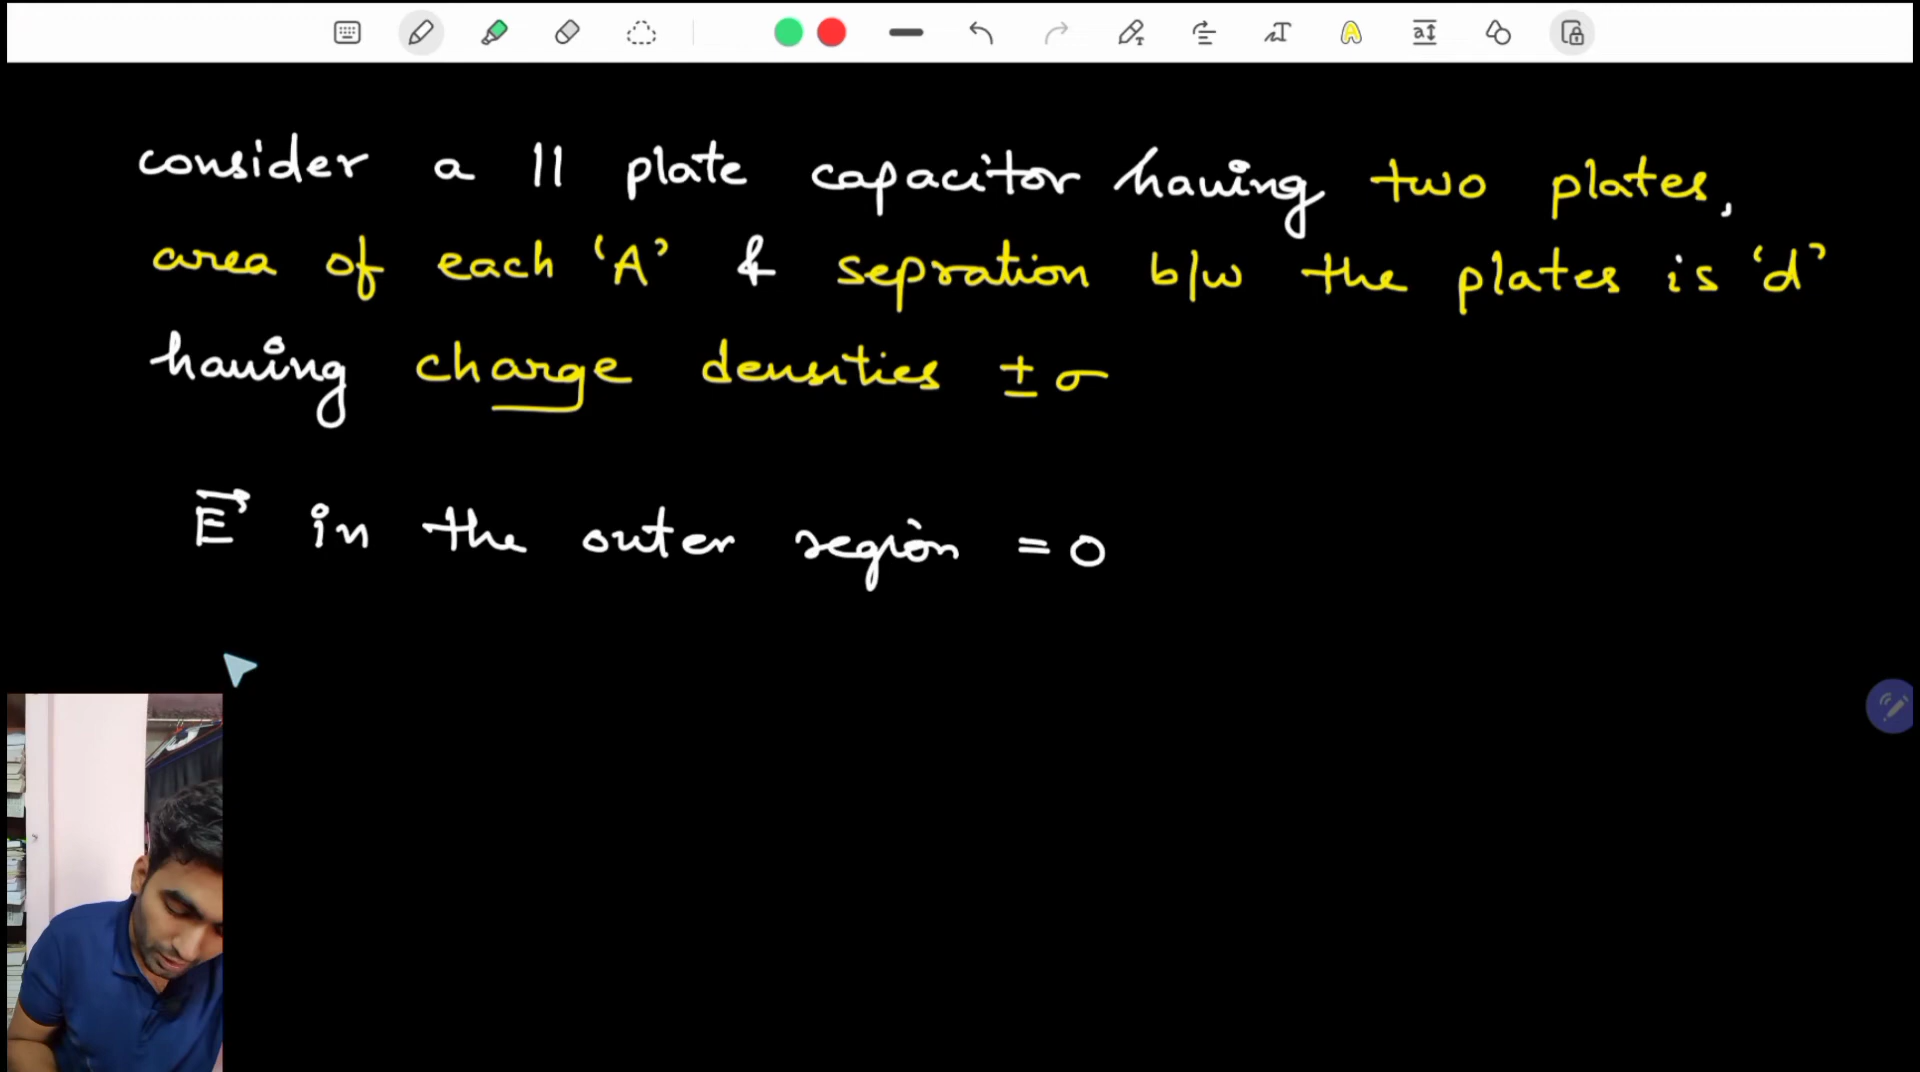 consider a || plate capacitor having two plates,
area of each 'A' & sepration b/w the plates is 'd'
having charge densities ± σ
E⃗ in the outer region = 0